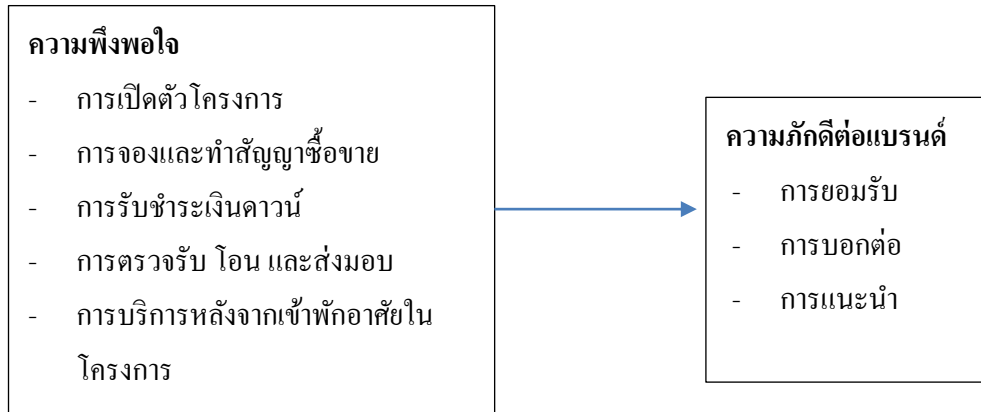 ความพึงพอใจ
- การเปิดตัวโครงการ
- การจองและทำสัญญาซื้อขาย
- การรับชำระเงินดาวน์
- การตรวจรับ โอน และส่งมอบ
- การบริการหลังจากเข้าพักอาศัยใน
โครงการ
ความภักดีต่อแบรนด์
- การยอมรับ
- การบอกต่อ
- การแนะนำ